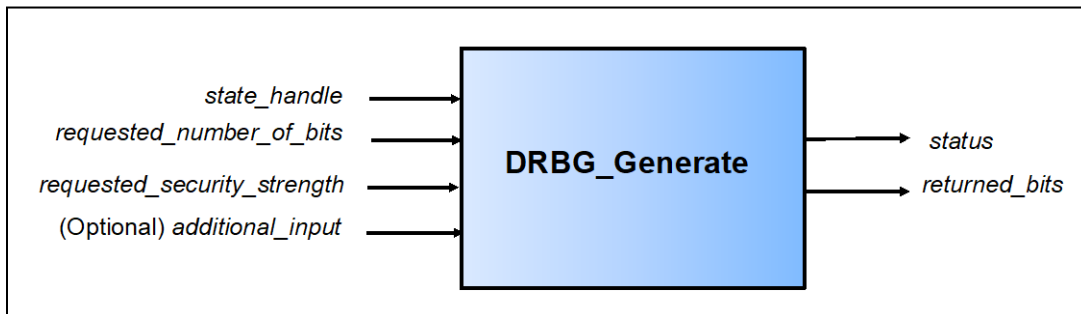 state_handle
requested_number_of_bits
requested_security_strength
(Optional) additional_input
DRBG_Generate
status
returned_bits